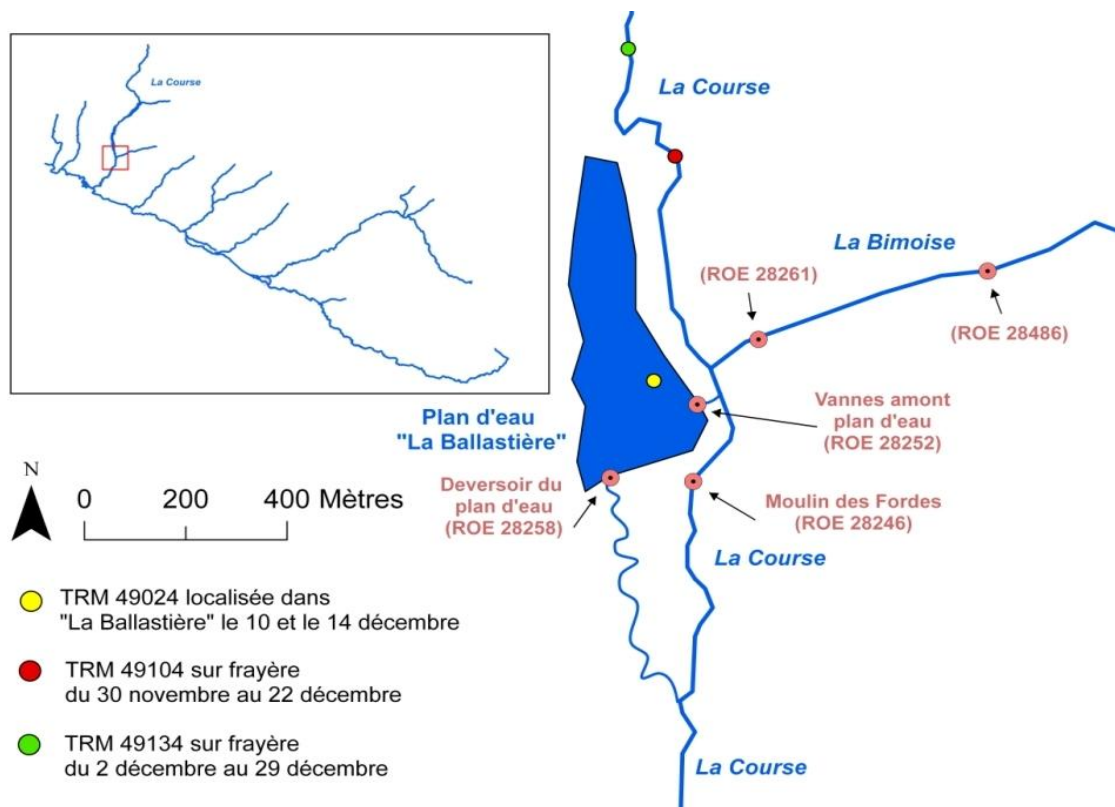 La Course
La Course
La Bimoise
(ROE 28261)
(ROE 28486)
Plan d'eau
"La Ballastière"
Vannes amont
plan d'eau
(ROE 28252)
N
0 200 400 Mètres
Deversoir du
plan d'eau
(ROE 28258)
Moulin des Fordes
(ROE 28246)
La Course
TRM 49024 localisée dans
"La Ballastière" le 10 et le 14 décembre
TRM 49104 sur frayère
du 30 novembre au 22 décembre
TRM 49134 sur frayère
du 2 décembre au 29 décembre
La Course